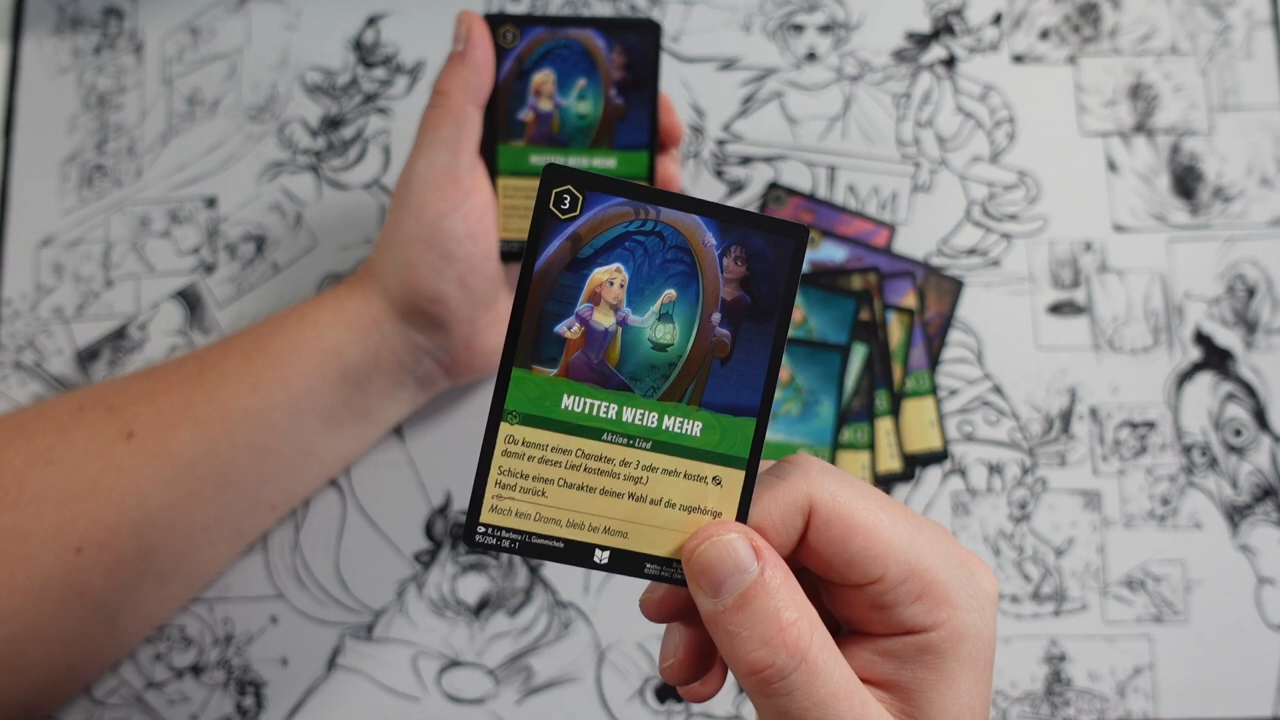 MUTTER WEIß MEHR
3
MUTTER WEIß MEHR
Aktion • Lied
(Du kannst einen Charakter, der 3 oder mehr kostet,
damit er dieses Lied kostenlos singt.)
Schicke einen Charakter deiner Wahl auf die zugehörige
Hand zurück.
Mach kein Drama, bleib bei Mama.
R. La Barbera / L. Giammichele
95/204 • DE • 1